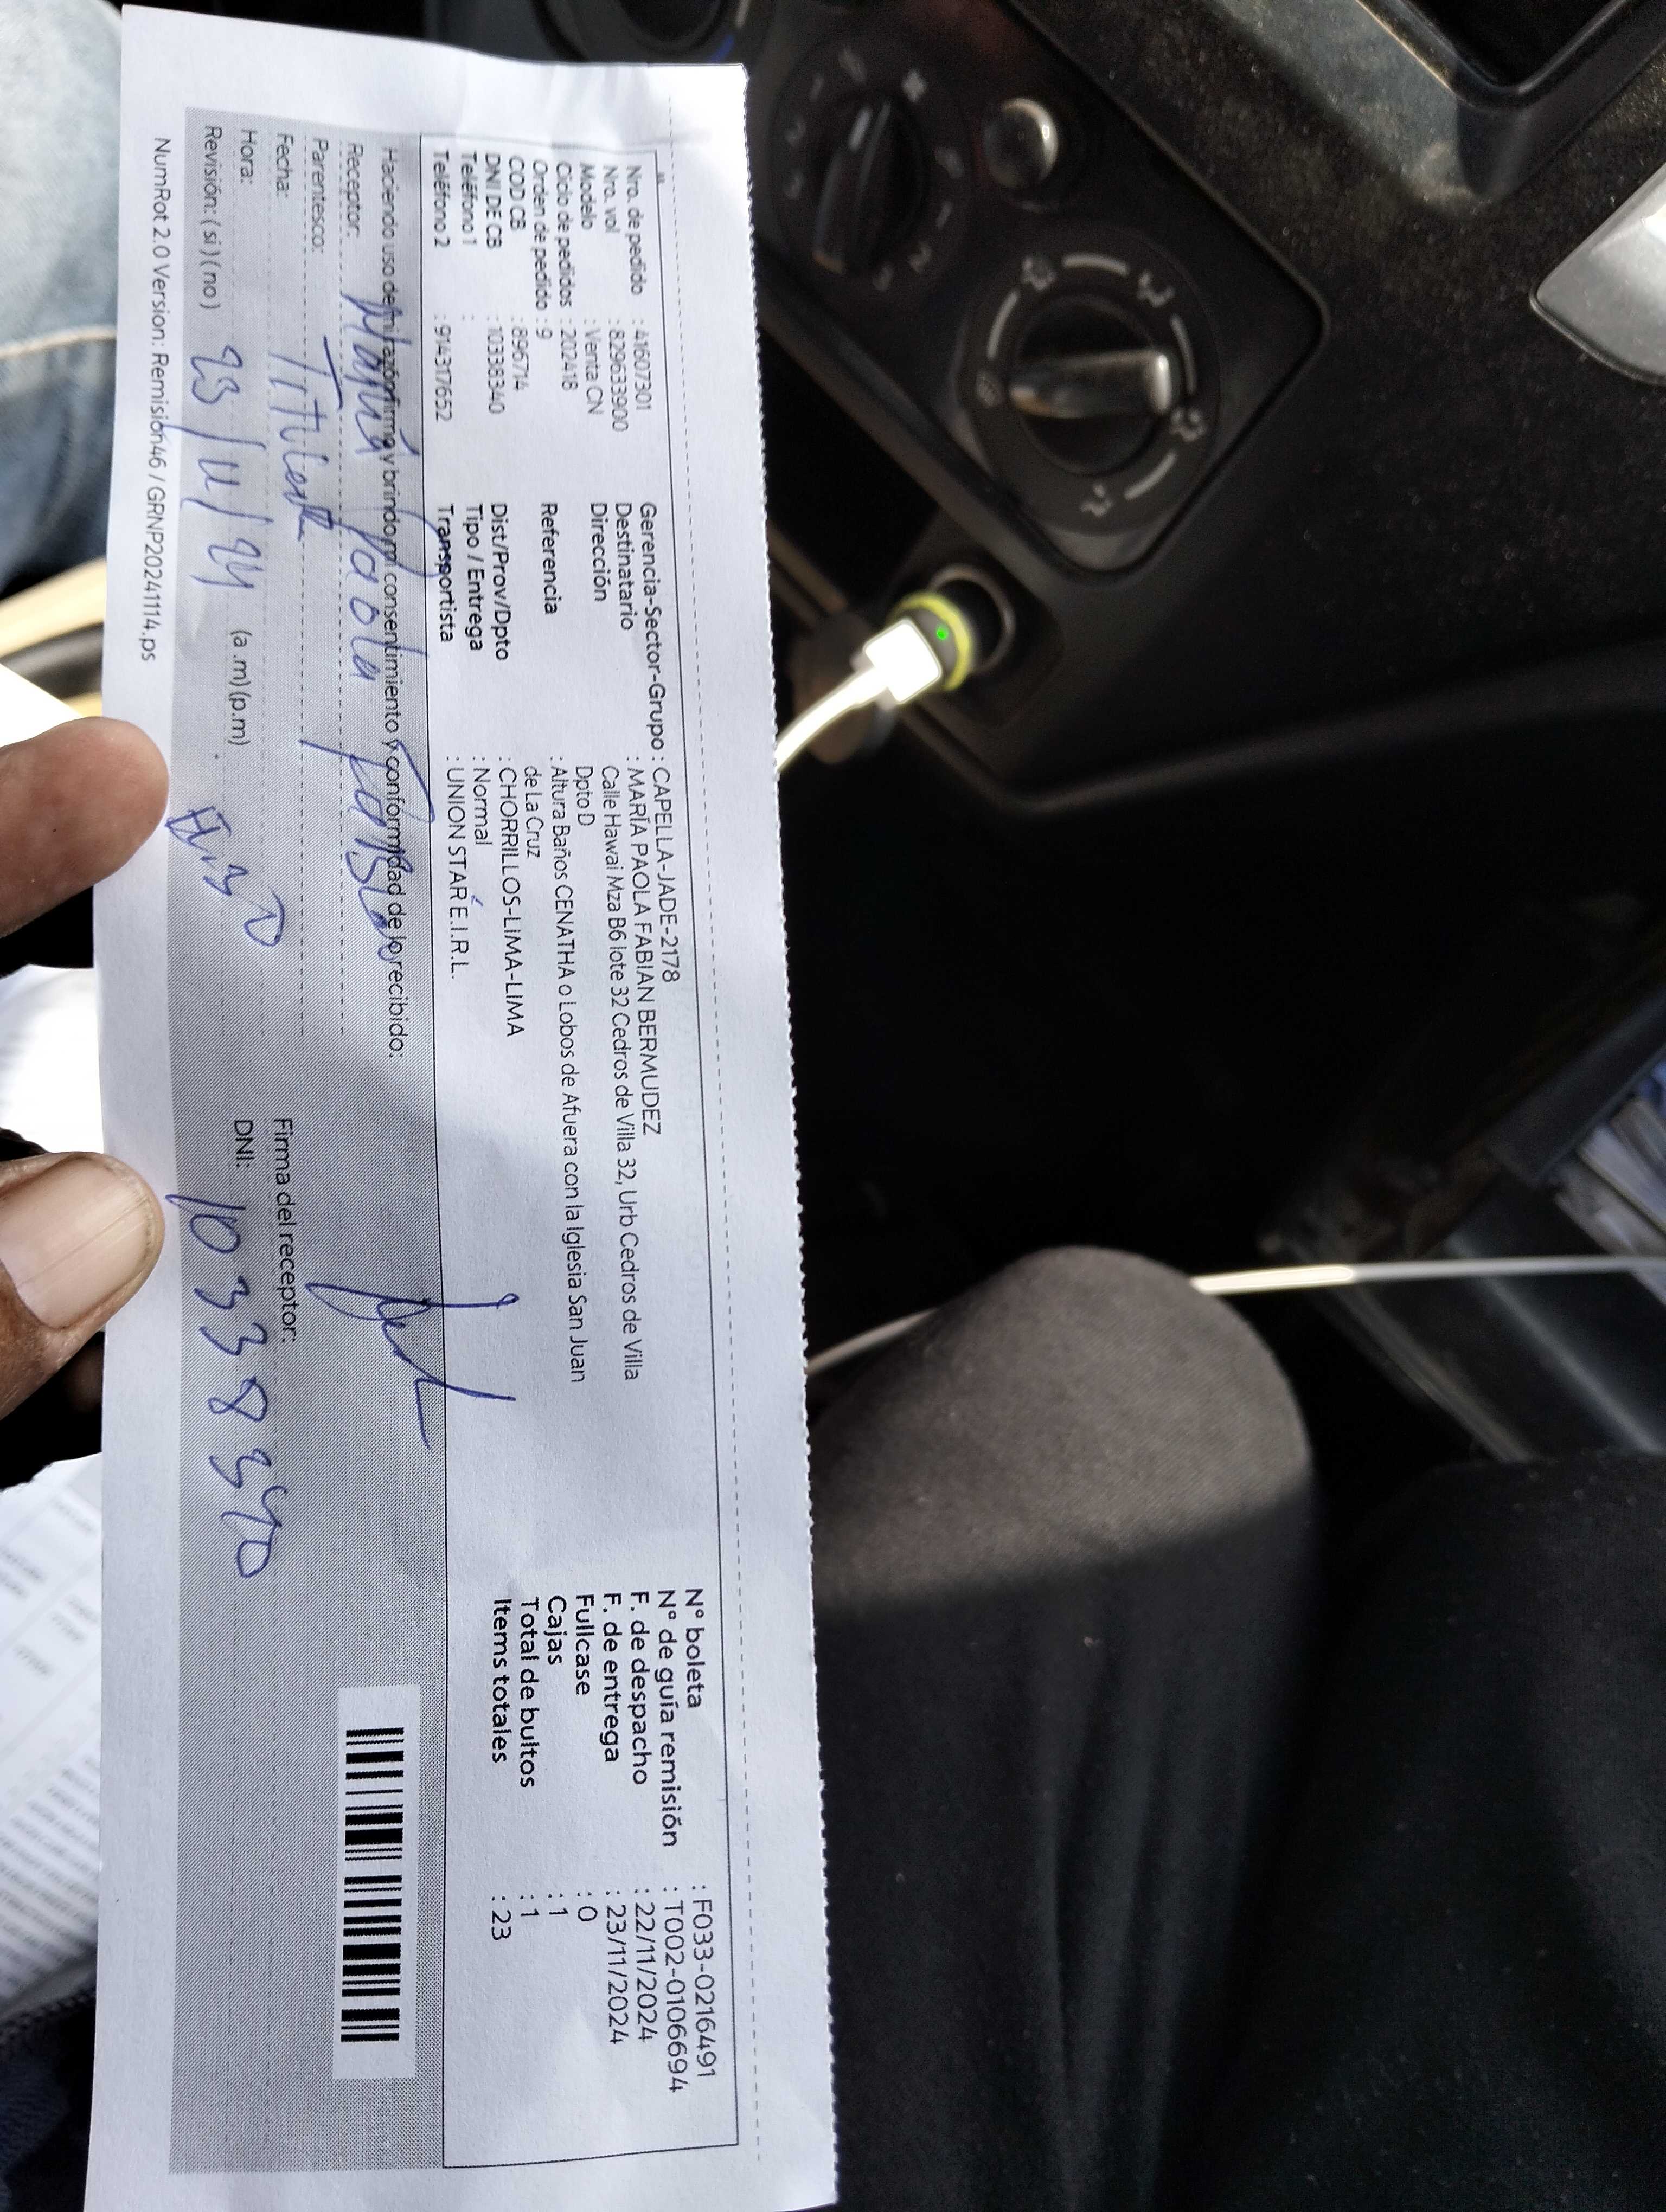 Nro. de pedido : 41607301
Nro. vol : 829633900
Modelo : Venta CN
Ciclo de pedidos : 202418
Orden de pedido : 9
COD CB : 896714
DNI DE CB : 10338340
Teléfono 1 :
Teléfono 2 : 914317652
Gerencia-Sector-Grupo : CAPELLA-JADE-2178
Destinatario : MARÍA PAOLA FABIAN BERMUDEZ
Dirección Calle Hawai Mza B6 lote 32 Cedros de Villa 32, Urb Cedros de Villa
Dpto D
Referencia : Altura Baños CENATHA o Lobos de Afuera con la Iglesia San Juan
de La Cruz
Dist/Prov/Dpto : CHORRILLOS-LIMA-LIMA
Tipo / Entrega : Normal
Transportista : UNION STAR E.I.R.L.
N° boleta : F033-0216491
N° de guía remisión : T002-0106694
F. de despacho : 22/11/2024
F. de entrega : 23/11/2024
Fullcase : 0
Cajas : 1
Total de bultos : 1
Items totales : 23
Haciendo uso de mi razón firmo y brindo mi consentimiento y conformidad de lo recibido:
Receptor: María Paola Fabian
Parentesco: Titular
Fecha: 23/11/24
Hora: (a .m) (p.m)
Revisión: ( si ) ( no )
Firma del receptor:
DNI: 10338340
NumRot 2.0 Version: Remisión46 / GRNP20241114.ps